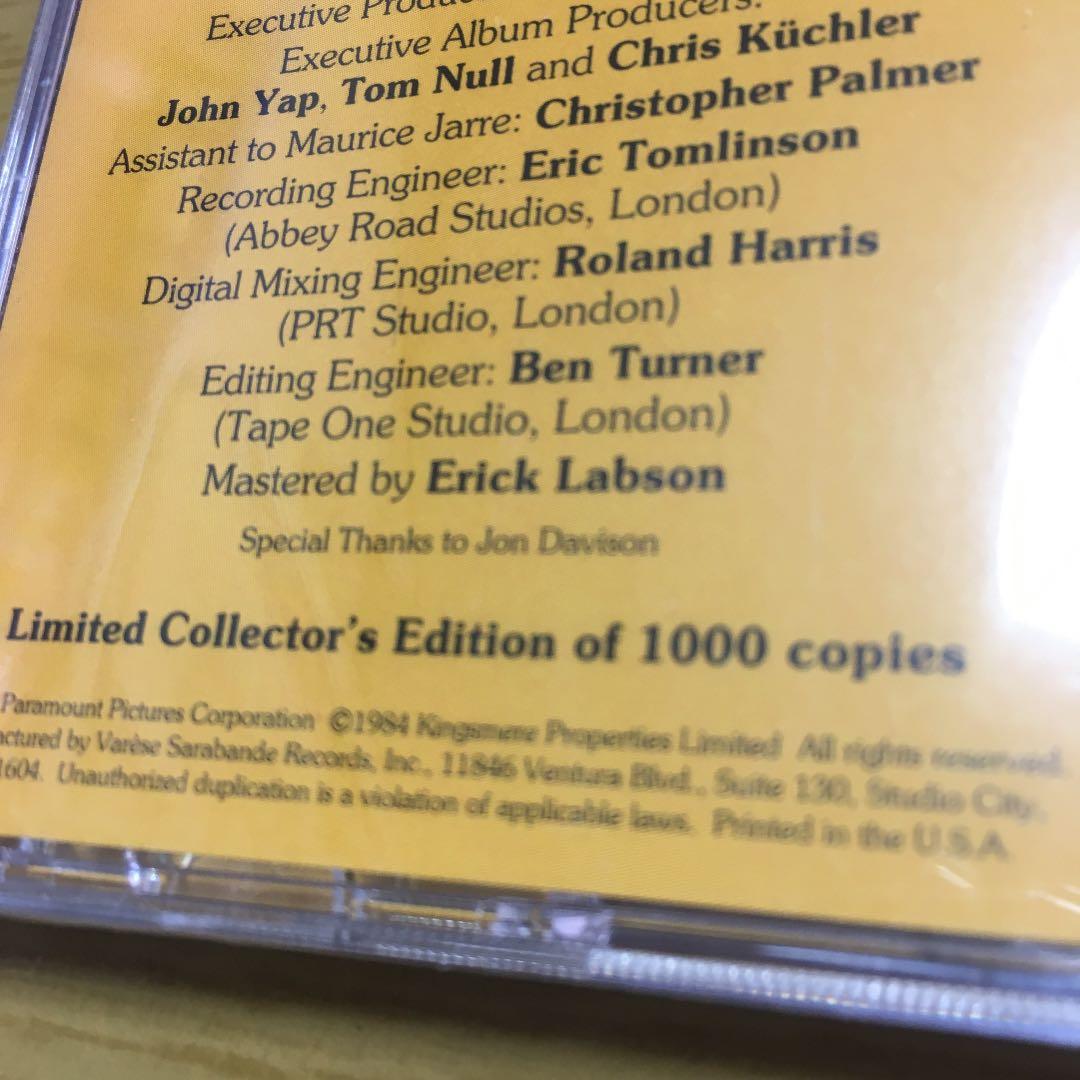 Executive Produc
Executive Album Producers:
John Yap, Tom Null and Chris Küchler
Assistant to Maurice Jarre: Christopher Palmer
Recording Engineer: Eric Tomlinson
(Abbey Road Studios, London)
Digital Mixing Engineer: Roland Harris
(PRT Studio, London)
Editing Engineer: Ben Turner
(Tape One Studio, London)
Mastered by Erick Labson
Special Thanks to Jon Davison
Limited Collector's Edition of 1000 copies
Paramount Pictures Corporation ©1984 Kingsmere Properties Limited All rights reserved.
actured by Varèse Sarabande Records, Inc., 11846 Ventura Blvd., Suite 130, Studio City,
1604. Unauthorized duplication is a violation of applicable laws. Printed in the U.S.A.